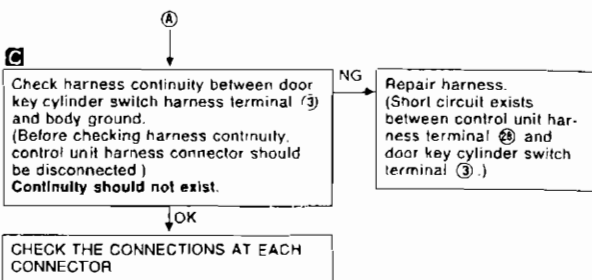 Ⓐ
C
Check harness continuity between door
key cylinder switch harness terminal ③
and body ground.
(Before checking harness continuity,
control unit harness connector should
be disconnected.)
Continuity should not exist.
NG
Repair harness.
(Short circuit exists
between control unit har-
ness terminal ㉘ and
door key cylinder switch
terminal ③.)
OK
CHECK THE CONNECTIONS AT EACH
CONNECTOR